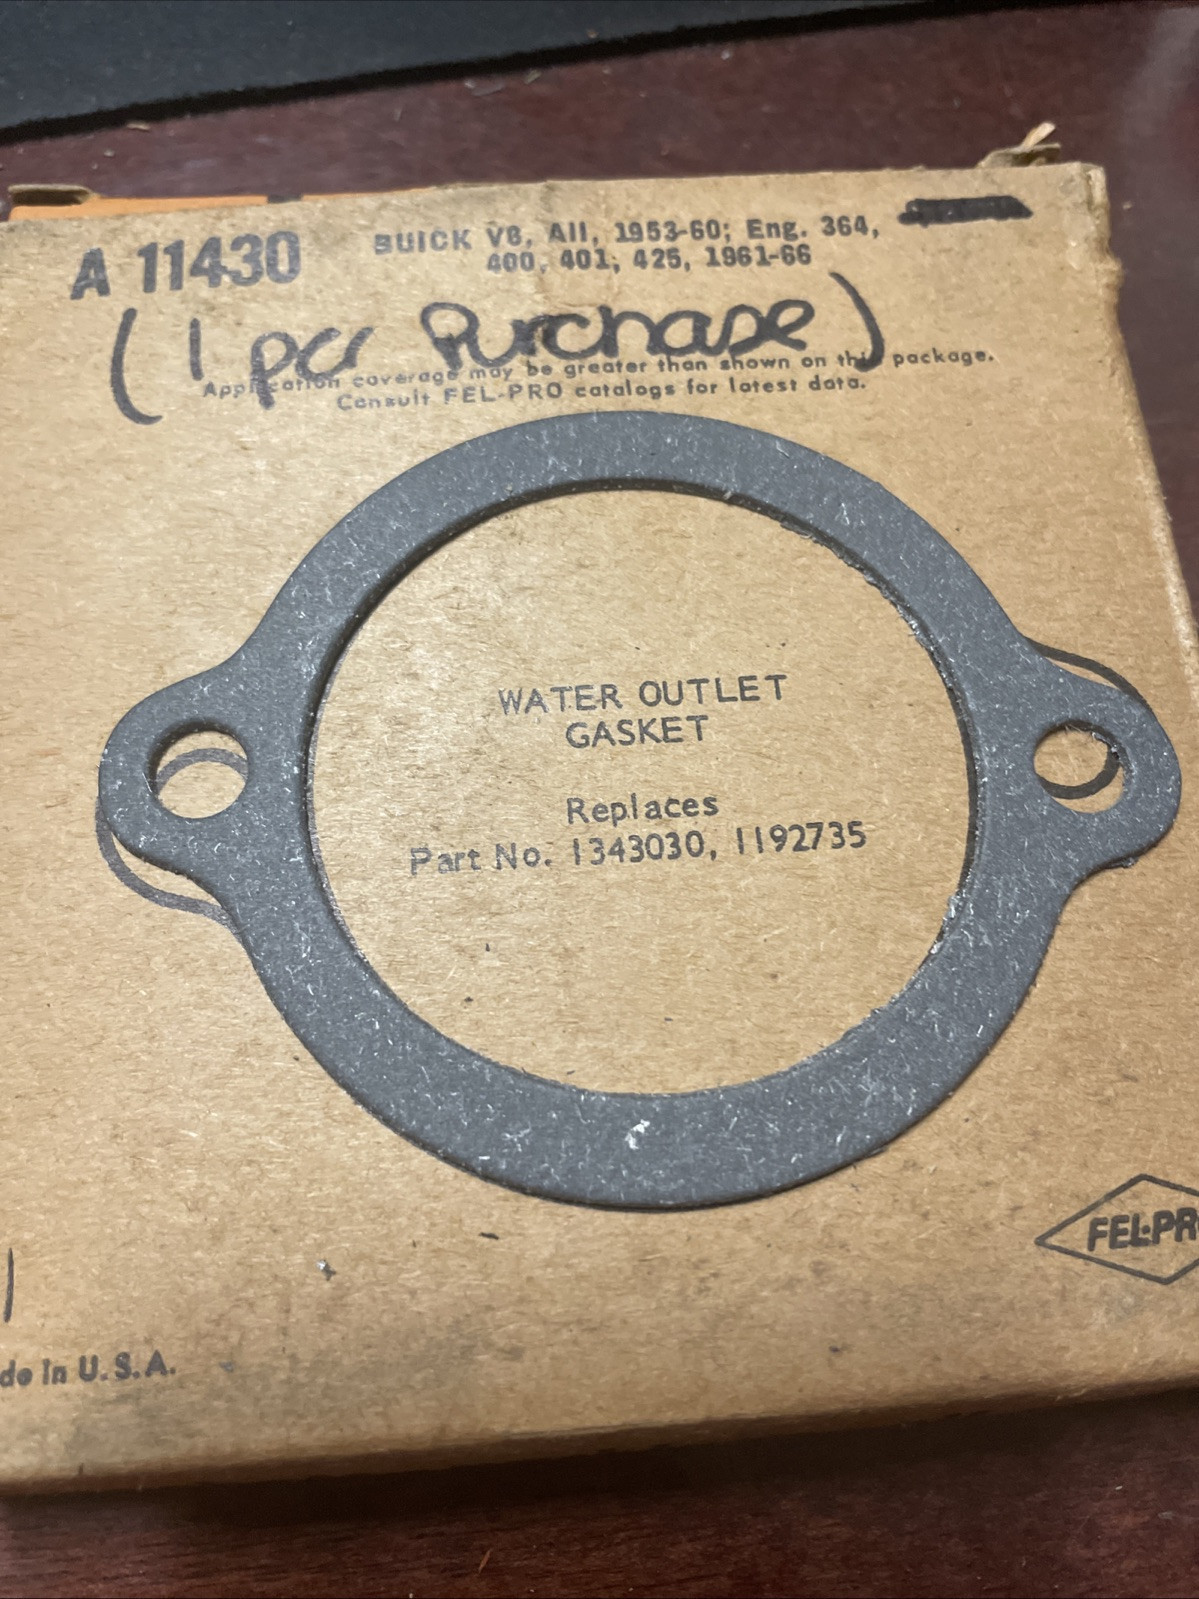 A 11430
BUICK V8, All, 1953-60; Eng. 364,
400, 401; 425, 1961-66
(1 pcs Purchase)
Application coverage may be greater than shown on this package.
Consult FEL-PRO catalogs for latest data.
WATER OUTLET
GASKET
Replaces
Part No. 1343030, 1192735
FEL-PR
de in U.S.A.